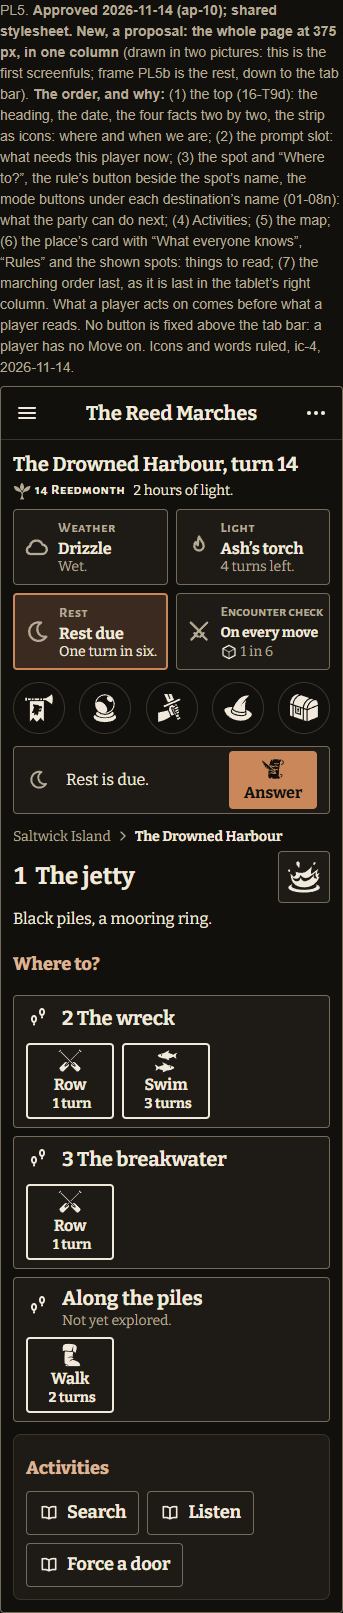 PL5. Approved 2026-11-14 (ap-10); shared
stylesheet. New, a proposal: the whole page at 375
px, in one column (drawn in two pictures: this is the
first screenfuls; frame PL5b is the rest, down to the tab
bar). The order, and why: (1) the top (16-T9d): the
heading, the date, the four facts two by two, the strip
as icons: where and when we are; (2) the prompt slot:
what needs this player now; (3) the spot and “Where
to?”, the rule’s button beside the spot’s name, the
mode buttons under each destination’s name (01-08n):
what the party can do next; (4) Activities; (5) the map;
(6) the place’s card with “What everyone knows”,
“Rules” and the shown spots: things to read; (7) the
marching order last, as it is last in the tablet’s right
column. What a player acts on comes before what a
player reads. No button is fixed above the tab bar: a
player has no Move on. Icons and words ruled, ic-4,
2026-11-14.
The Reed Marches
The Drowned Harbour, turn 14
14 Reedmonth 2 hours of light.
Weather
Drizzle
Wet.
Light
Ash’s torch
4 turns left.
Rest
Rest due
One turn in six.
Encounter check
On every move
1 in 6
Rest is due.
Answer
Saltwick Island > The Drowned Harbour
1 The jetty
Black piles, a mooring ring.
Where to?
2 The wreck
Row
1 turn
Swim
3 turns
3 The breakwater
Row
1 turn
Along the piles
Not yet explored.
Walk
2 turns
Activities
Search
Listen
Force a door